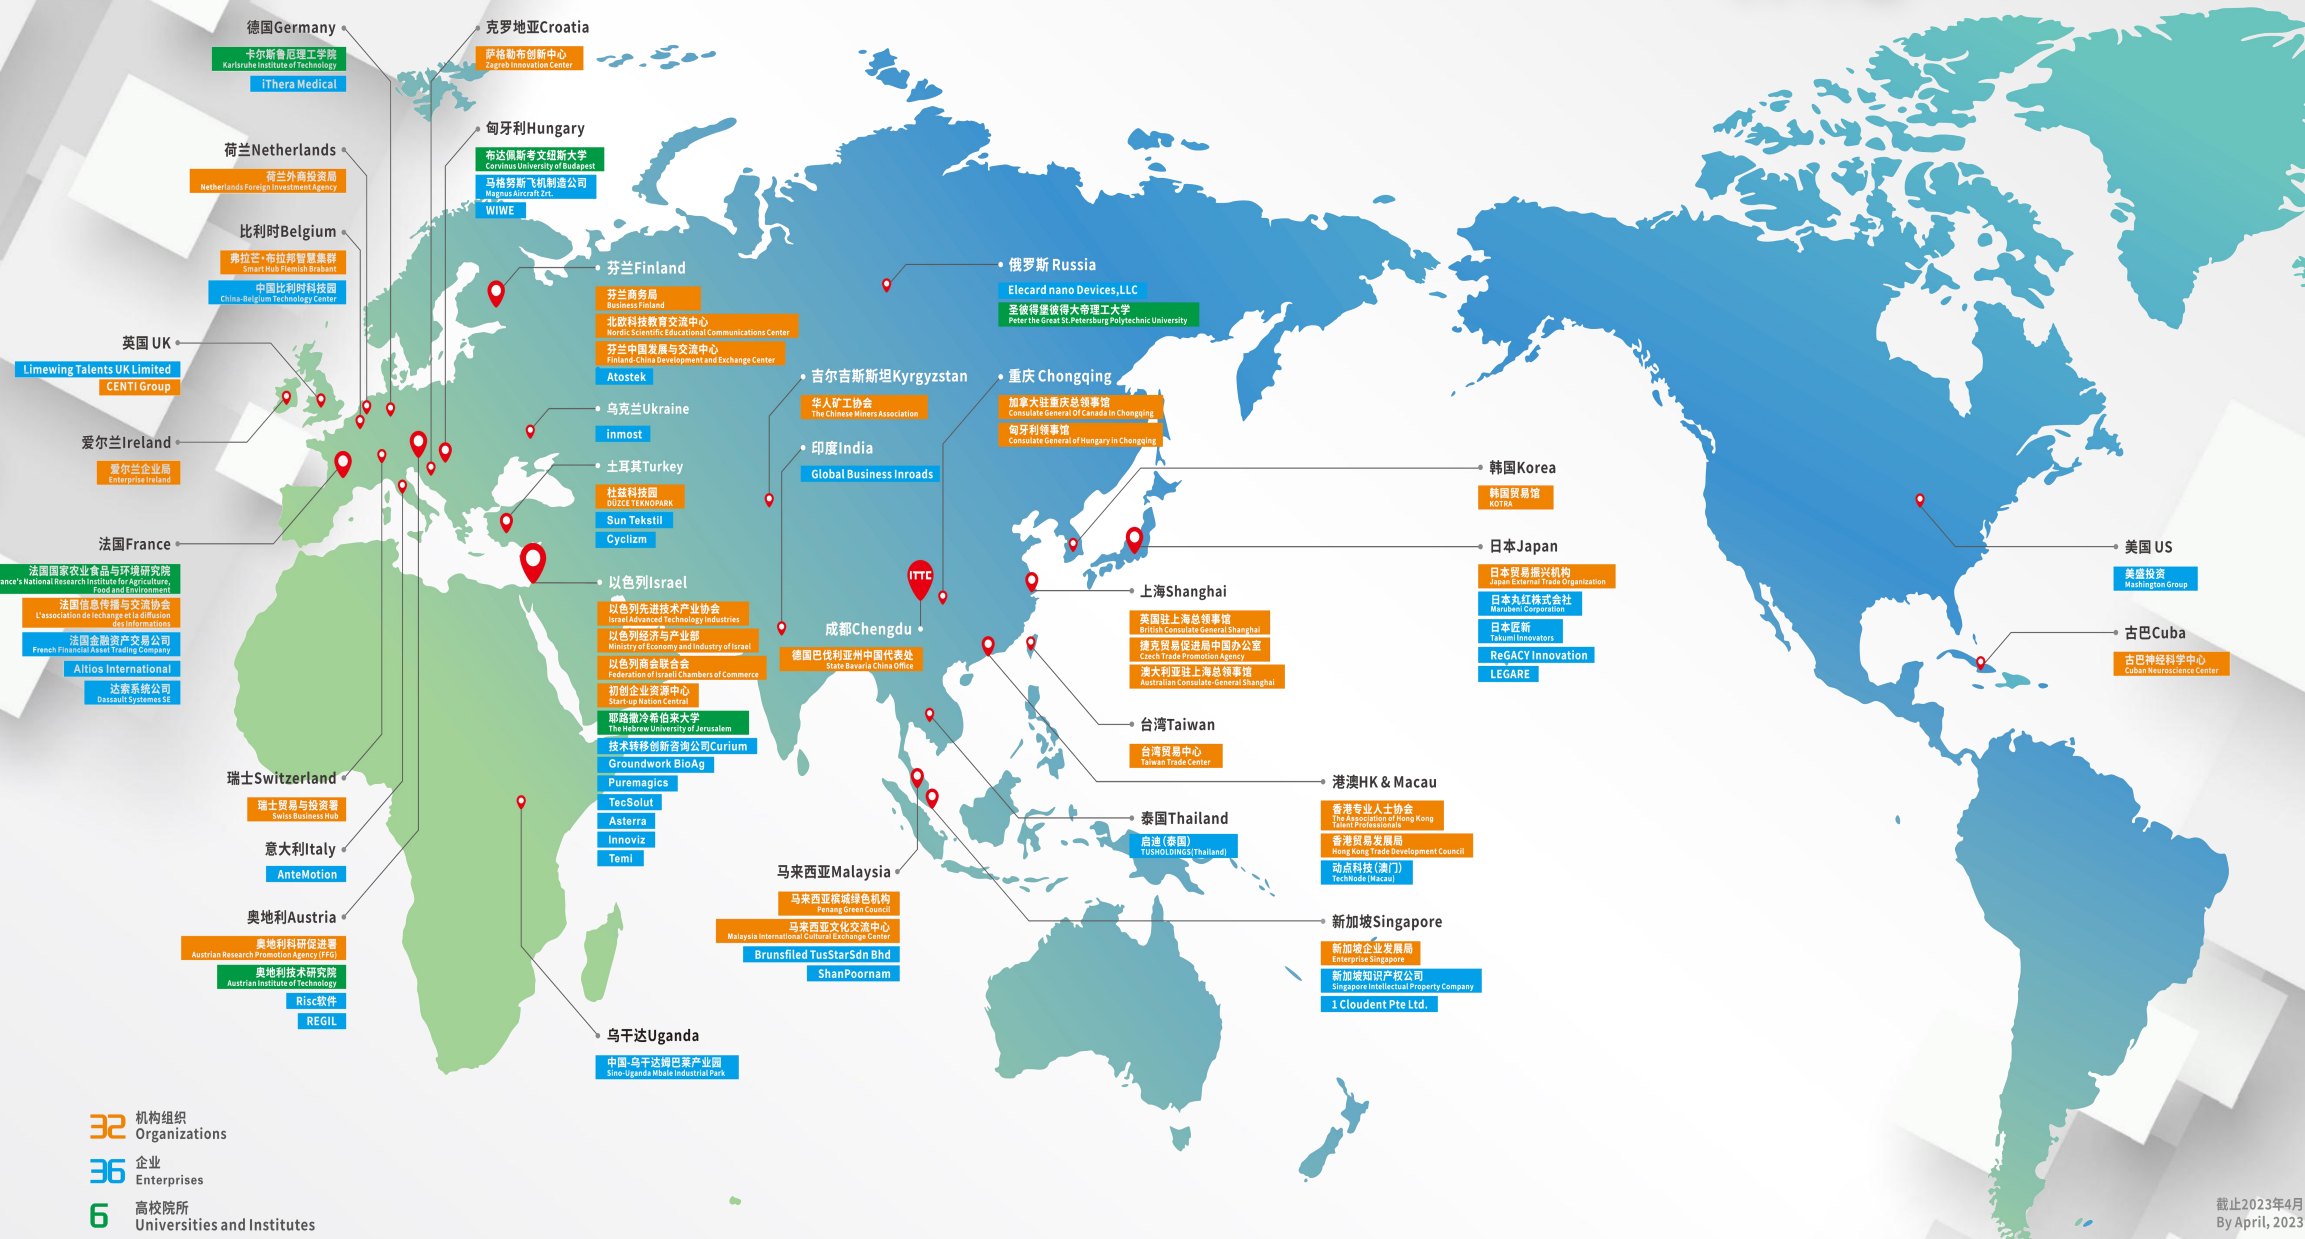 德国Germany
卡尔斯鲁厄理工学院
Karlsruhe Institute of Technology
iThera Medical
荷兰Netherlands
荷兰外商投资局
Netherlands Foreign Investment Agency
比利时Belgium
弗拉芒·布拉邦智慧集群
Smart Hub Flemish Brabant
中国比利时科技园
China-Belgium Technology Center
英国 UK
Limewing Talents UK Limited
CENTI Group
爱尔兰Ireland
爱尔兰企业局
Enterprise Ireland
法国France
法国国家农业食品与环境研究院
ance's National Research Institute for Agriculture,
Food and Environment
法国信息传播与交流协会
L'association de lechange et la diffusion
des Informations
法国金融资产交易公司
French Financial Asset Trading Company
Altios International
达索系统公司
Dassault Systemes SE
瑞士Switzerland
瑞士贸易与投资署
Swiss Business Hub
意大利Italy
AnteMotion
奥地利Austria
奥地利科研促进署
Austrian Research Promotion Agency (FFG)
奥地利技术研究院
Austrian Institute of Technology
Risc软件
REGIL
克罗地亚Croatia
萨格勒布创新中心
Zagreb Innovation Center
匈牙利Hungary
布达佩斯考文纽斯大学
Corvinus University of Budapest
马格努斯飞机制造公司
Magnus Aircraft Zrt.
WIWE
芬兰Finland
芬兰商务局
Business Finland
北欧科技教育交流中心
Nordic Scientific Educational Communications Center
芬兰中国发展与交流中心
Finland-China Development and Exchange Center
Atostek
乌克兰Ukraine
inmost
土耳其Turkey
杜兹科技园
DÜZCE TEKNOPARK
Sun Tekstil
Cyclizm
以色列Israel
以色列先进技术产业协会
Israel Advanced Technology Industries
以色列经济与产业部
Ministry of Economy and Industry of Israel
以色列商会联合会
Federation of Israeli Chambers of Commerce
初创企业资源中心
Start-up Nation Central
耶路撒冷希伯来大学
The Hebrew University of Jerusalem
技术转移创新咨询公司Curium
Groundwork BioAg
Puremagics
TecSolut
Asterra
Innoviz
Temi
乌干达Uganda
中国-乌干达姆巴莱产业园
Sino-Uganda Mbale Industrial Park
俄罗斯 Russia
Elecard nano Devices,LLC
圣彼得堡彼得大帝理工大学
Peter the Great St.Petersburg Polytechnic University
吉尔吉斯斯坦Kyrgyzstan
华人矿工协会
The Chinese Miners Association
印度India
Global Business Inroads
重庆 Chongqing
加拿大驻重庆总领事馆
Consulate General Of Canada In Chongqing
匈牙利领事馆
Consulate General of Hungary in Chongqing
ITTC
成都Chengdu
德国巴伐利亚州中国代表处
State Bavaria China Office
马来西亚Malaysia
马来西亚槟城绿色机构
Penang Green Council
马来西亚文化交流中心
Malaysia International Cultural Exchange Center
Brunsfiled TusStarSdn Bhd
ShanPoornam
上海Shanghai
英国驻上海总领事馆
British Consulate General Shanghai
捷克贸易促进局中国办公室
Czech Trade Promotion Agency
澳大利亚驻上海总领事馆
Australian Consulate-General Shanghai
台湾Taiwan
台湾贸易中心
Taiwan Trade Center
泰国Thailand
启迪(泰国)
TUSHOLDINGS(Thailand)
港澳HK & Macau
香港专业人士协会
The Association of Hong Kong
Talent Professionals
香港贸易发展局
Hong Kong Trade Development Council
动点科技(澳门)
TechNode (Macau)
新加坡Singapore
新加坡企业发展局
Enterprise Singapore
新加坡知识产权公司
Singapore Intellectual Property Company
1 Cloudent Pte Ltd.
韩国Korea
韩国贸易馆
KOTRA
日本Japan
日本贸易振兴机构
Japan External Trade Organization
日本丸红株式会社
Marubeni Corporation
日本匠新
Takumi Innovators
ReGACY Innovation
LEGARE
美国 US
美盛投资
Mashington Group
古巴Cuba
古巴神经科学中心
Cuban Neuroscience Center
32 机构组织
Organizations
36 企业
Enterprises
6 高校院所
Universities and Institutes
截止2023年4月
By April, 2023